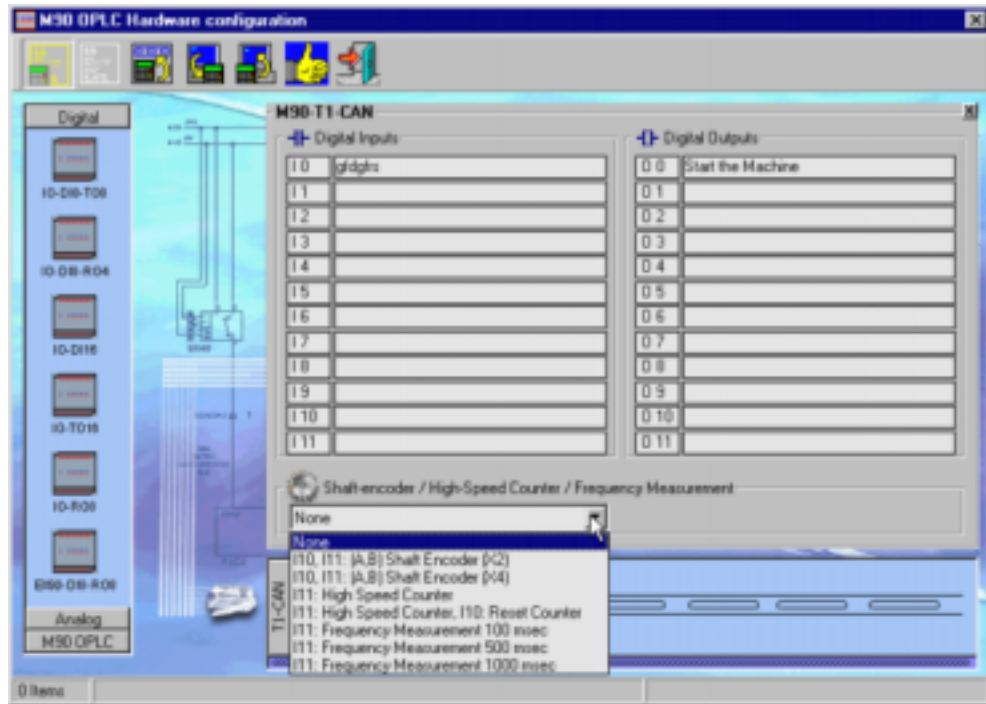 M90 OPLC Hardware configuration
Digital
IO-DI8-TO8
IO-DI8-RO4
IO-DI16
IO-TO16
IO-RO8
EX90-DI8-RO8
Analog
M90 OPLC
M90-T1-CAN
Digital Inputs
I 0 gfdgfrs
I 1
I 2
I 3
I 4
I 5
I 6
I 7
I 8
I 9
I 10
I 11
Digital Outputs
O 0 Start the Machine
O 1
O 2
O 3
O 4
O 5
O 6
O 7
O 8
O 9
O 10
O 11
Shaft-encoder / High-Speed Counter / Frequency Measurement
None
None
I10, I11: (A,B) Shaft Encoder (X2)
I10, I11: (A,B) Shaft Encoder (X4)
I11: High Speed Counter
I11: High Speed Counter, I10: Reset Counter
I11: Frequency Measurement 100 msec
I11: Frequency Measurement 500 msec
I11: Frequency Measurement 1000 msec
T1-CAN
0 Items